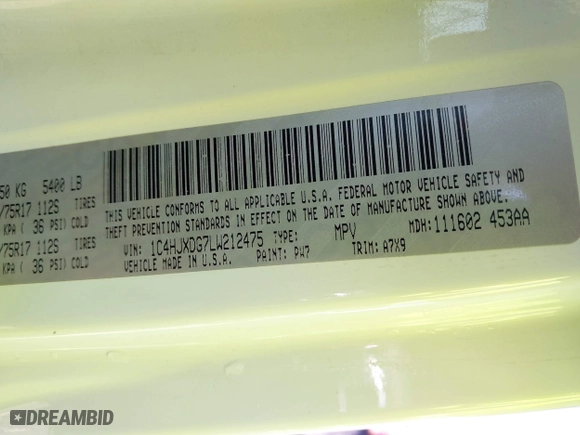 50 KG 5400 LB
/75R17 112S TIRES
KPA ( 36 PSI) COLD
/75R17 112S TIRES
KPA ( 36 PSI) COLD
THIS VEHICLE CONFORMS TO ALL APPLICABLE U.S.A. FEDERAL MOTOR VEHICLE SAFETY AND
THEFT PREVENTION STANDARDS IN EFFECT ON THE DATE OF MANUFACTURE SHOWN ABOVE.
VIN: 1C4HJXDG7LW212475 TYPE: MPV MDH: 111602 453AA
VEHICLE MADE IN U.S.A. PAINT: PW7 TRIM: A7X9
DREAMBID